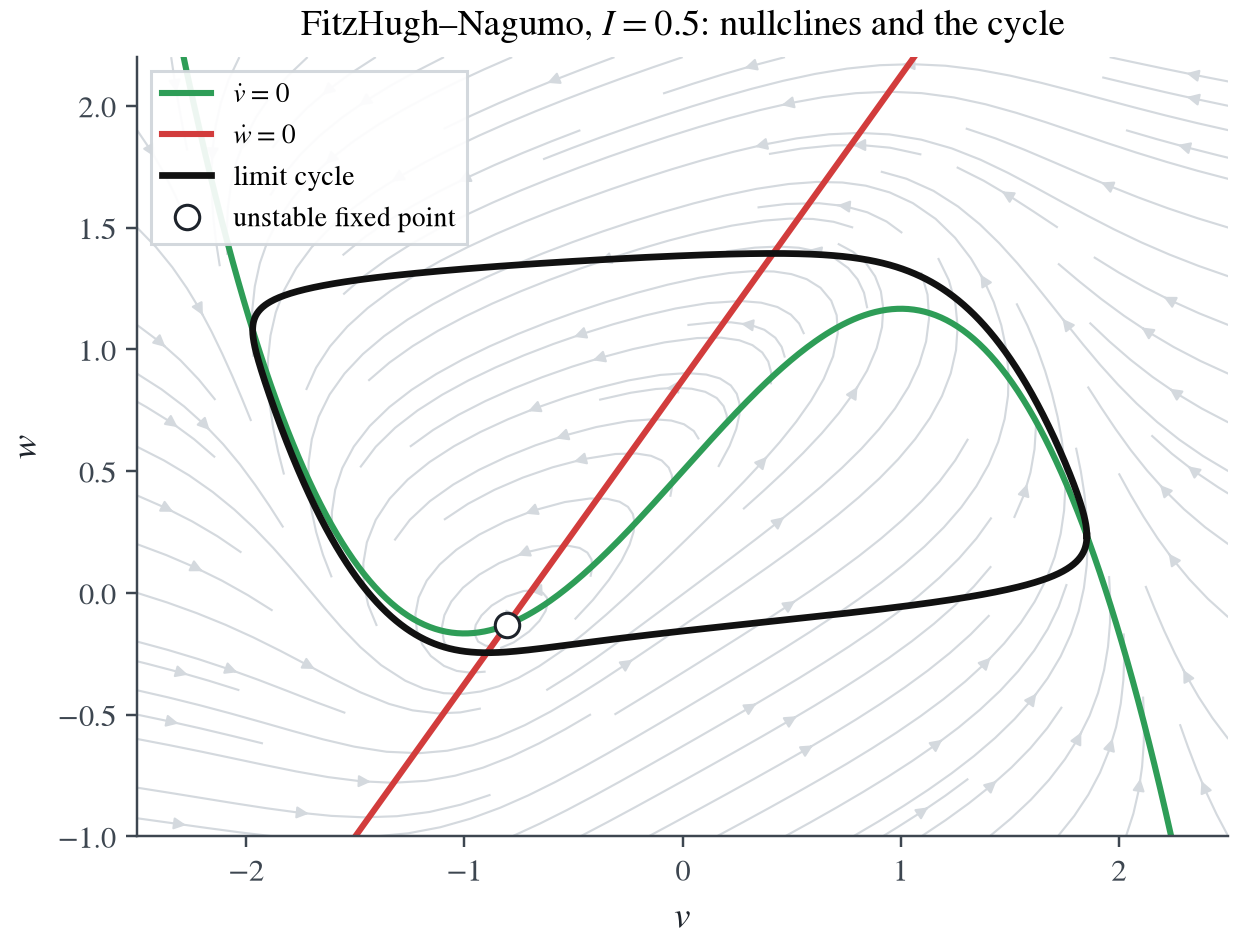 FitzHugh–Nagumo, I = 0.5: nullclines and the cycle
v̇ = 0
ẇ = 0
limit cycle
unstable fixed point
2.0
1.5
1.0
0.5
0.0
−0.5
−1.0
w
−2
−1
0
1
2
v